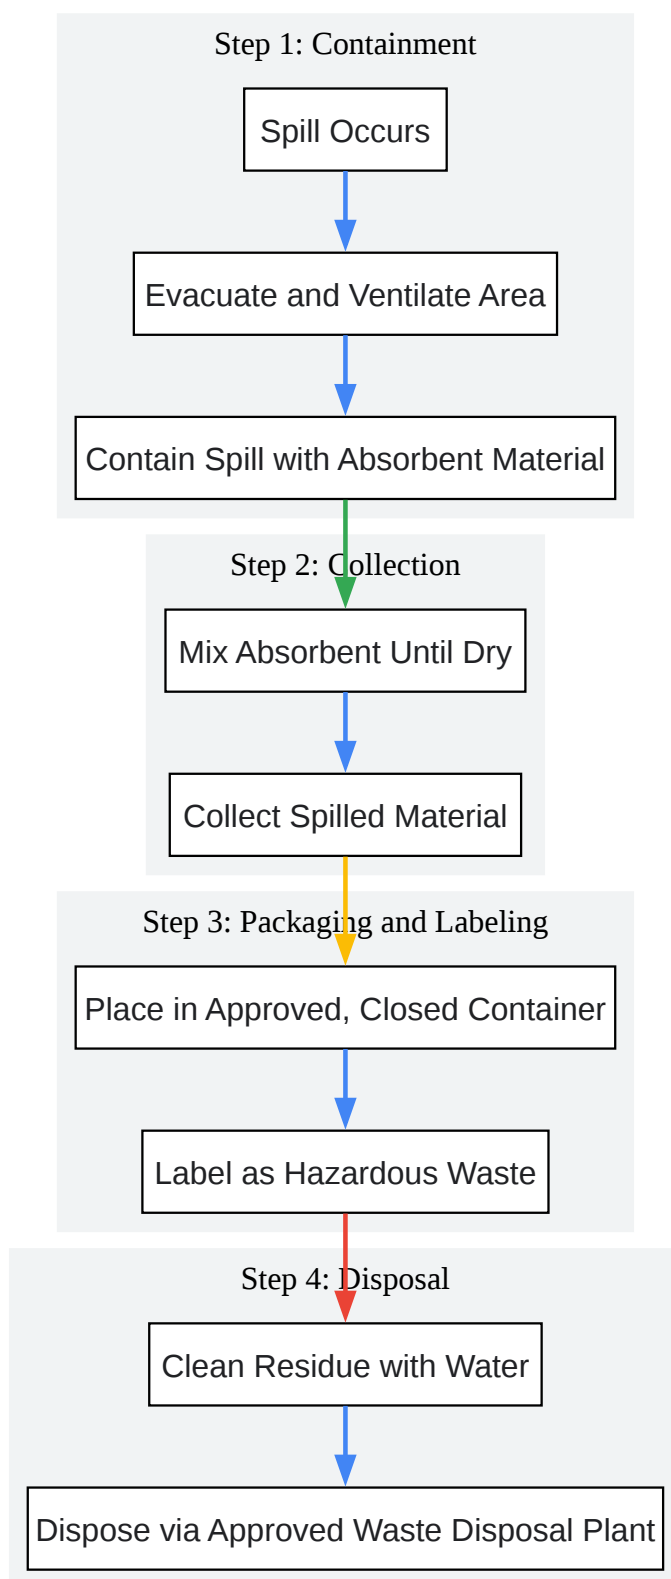 Step 1: Containment
Spill Occurs
Evacuate and Ventilate Area
Contain Spill with Absorbent Material
Step 2: Collection
Mix Absorbent Until Dry
Collect Spilled Material
Step 3: Packaging and Labeling
Place in Approved, Closed Container
Label as Hazardous Waste
Step 4: Disposal
Clean Residue with Water
Dispose via Approved Waste Disposal Plant